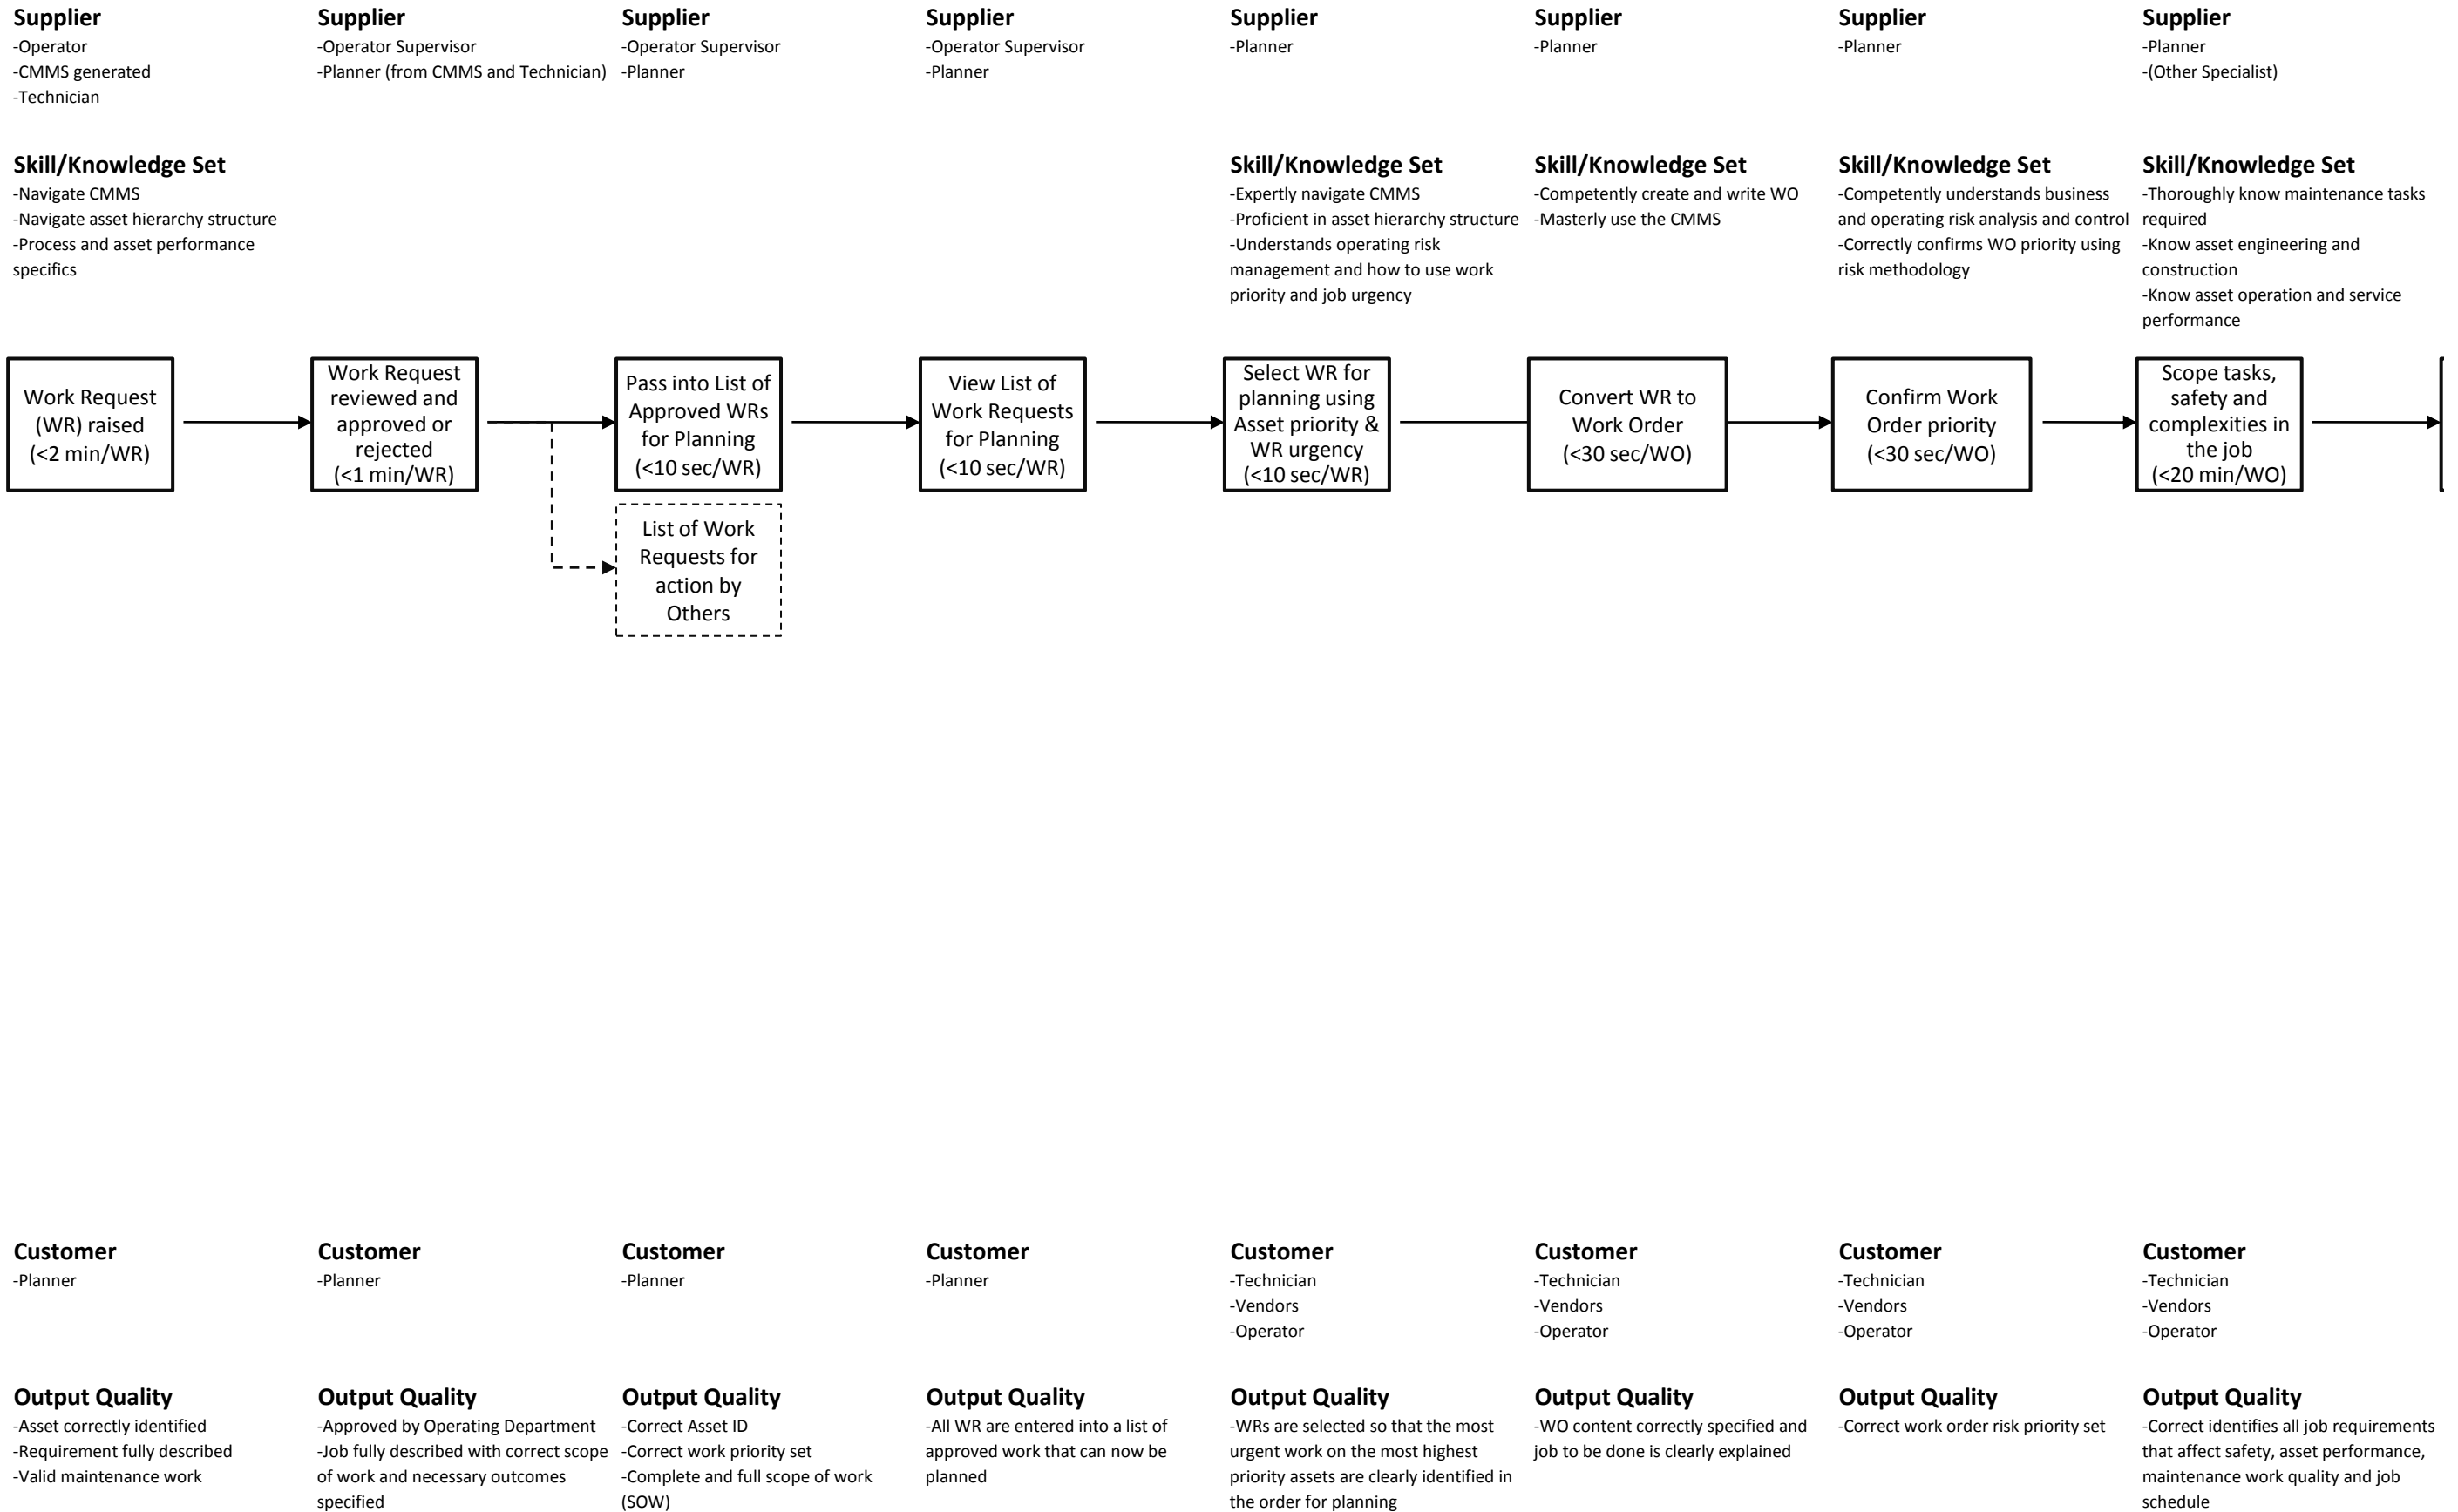 Supplier
-Operator
-CMMS generated
-Technician
Supplier
-Operator Supervisor
-Planner (from CMMS and Technician)
Supplier
-Operator Supervisor
-Planner
Supplier
-Operator Supervisor
-Planner
Supplier
-Planner
Supplier
-Planner
Supplier
-Planner
Supplier
-Planner
-(Other Specialist)
Skill/Knowledge Set
-Navigate CMMS
-Navigate asset hierarchy structure
-Process and asset performance
specifics
Skill/Knowledge Set
-Expertly navigate CMMS
-Proficient in asset hierarchy structure
-Understands operating risk
management and how to use work
priority and job urgency
Skill/Knowledge Set
-Competently create and write WO
-Masterly use the CMMS
Skill/Knowledge Set
-Competently understands business
and operating risk analysis and control
-Correctly confirms WO priority using
risk methodology
Skill/Knowledge Set
-Thoroughly know maintenance tasks
required
-Know asset engineering and
construction
-Know asset operation and service
performance
Work Request
(WR) raised
(<2 min/WR)
Work Request
reviewed and
approved or
rejected
(<1 min/WR)
Pass into List of
Approved WRs
for Planning
(<10 sec/WR)
View List of
Work Requests
for Planning
(<10 sec/WR)
Select WR for
planning using
Asset priority &
WR urgency
(<10 sec/WR)
Convert WR to
Work Order
(<30 sec/WO)
Confirm Work
Order priority
(<30 sec/WO)
Scope tasks,
safety and
complexities in
the job
(<20 min/WO)
List of Work
Requests for
action by
Others
Customer
-Planner
Customer
-Planner
Customer
-Planner
Customer
-Planner
Customer
-Technician
-Vendors
-Operator
Customer
-Technician
-Vendors
-Operator
Customer
-Technician
-Vendors
-Operator
Customer
-Technician
-Vendors
-Operator
Output Quality
-Asset correctly identified
-Requirement fully described
-Valid maintenance work
Output Quality
-Approved by Operating Department
-Job fully described with correct scope
of work and necessary outcomes
specified
Output Quality
-Correct Asset ID
-Correct work priority set
-Complete and full scope of work
(SOW)
Output Quality
-All WR are entered into a list of
approved work that can now be
planned
Output Quality
-WRs are selected so that the most
urgent work on the most highest
priority assets are clearly identified in
the order for planning
Output Quality
-WO content correctly specified and
job to be done is clearly explained
Output Quality
-Correct work order risk priority set
Output Quality
-Correct identifies all job requirements
that affect safety, asset performance,
maintenance work quality and job
schedule